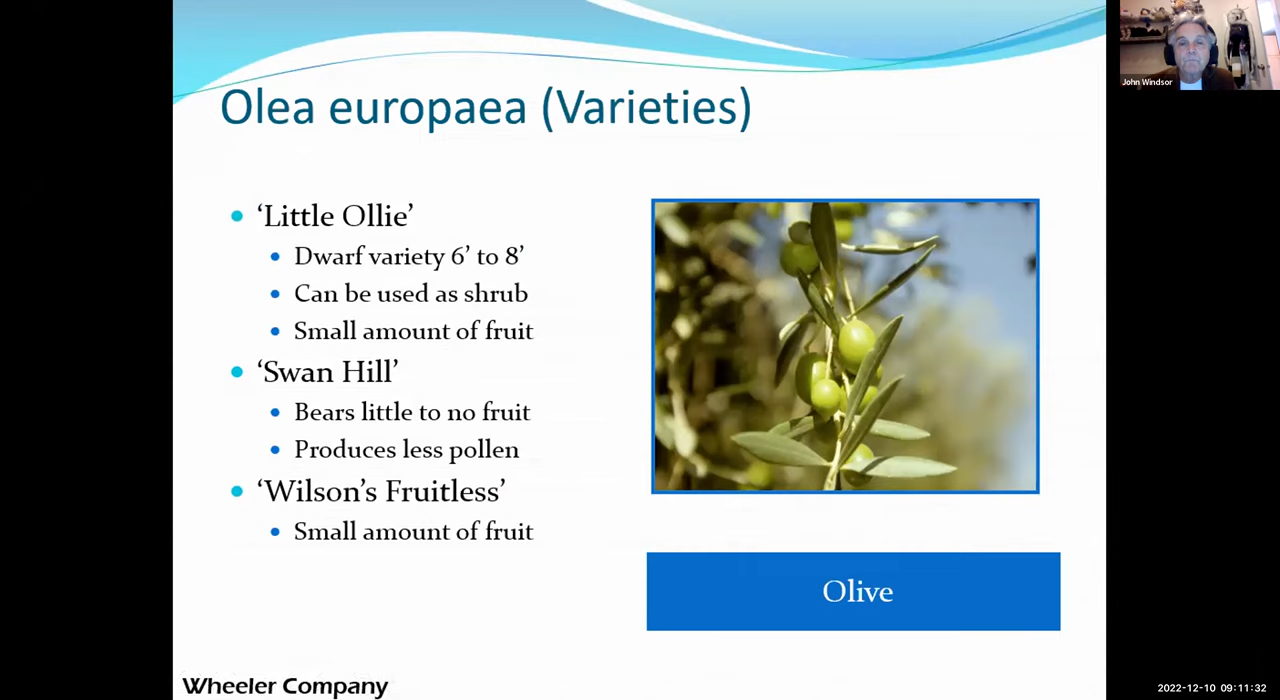 John Windsor
Olea europaea (Varieties)
• ‘Little Ollie’
• Dwarf variety 6’ to 8’
• Can be used as shrub
• Small amount of fruit
• ‘Swan Hill’
• Bears little to no fruit
• Produces less pollen
• ‘Wilson’s Fruitless’
• Small amount of fruit
Olive
Wheeler Company
2022-12-10 09:11:32